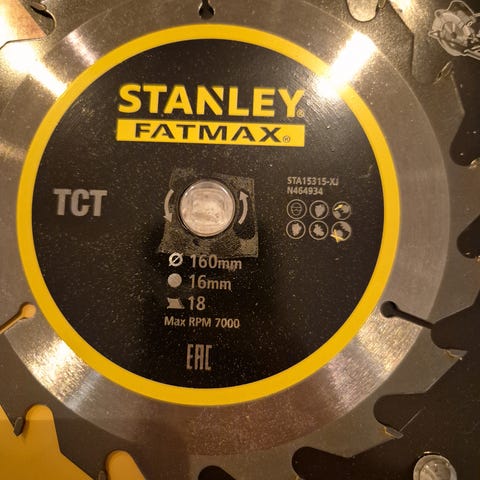 STANLEY®
FATMAX®
TCT
STA15315-XJ
N464934
Ø 160mm
16mm
18
Max RPM 7000
EAC